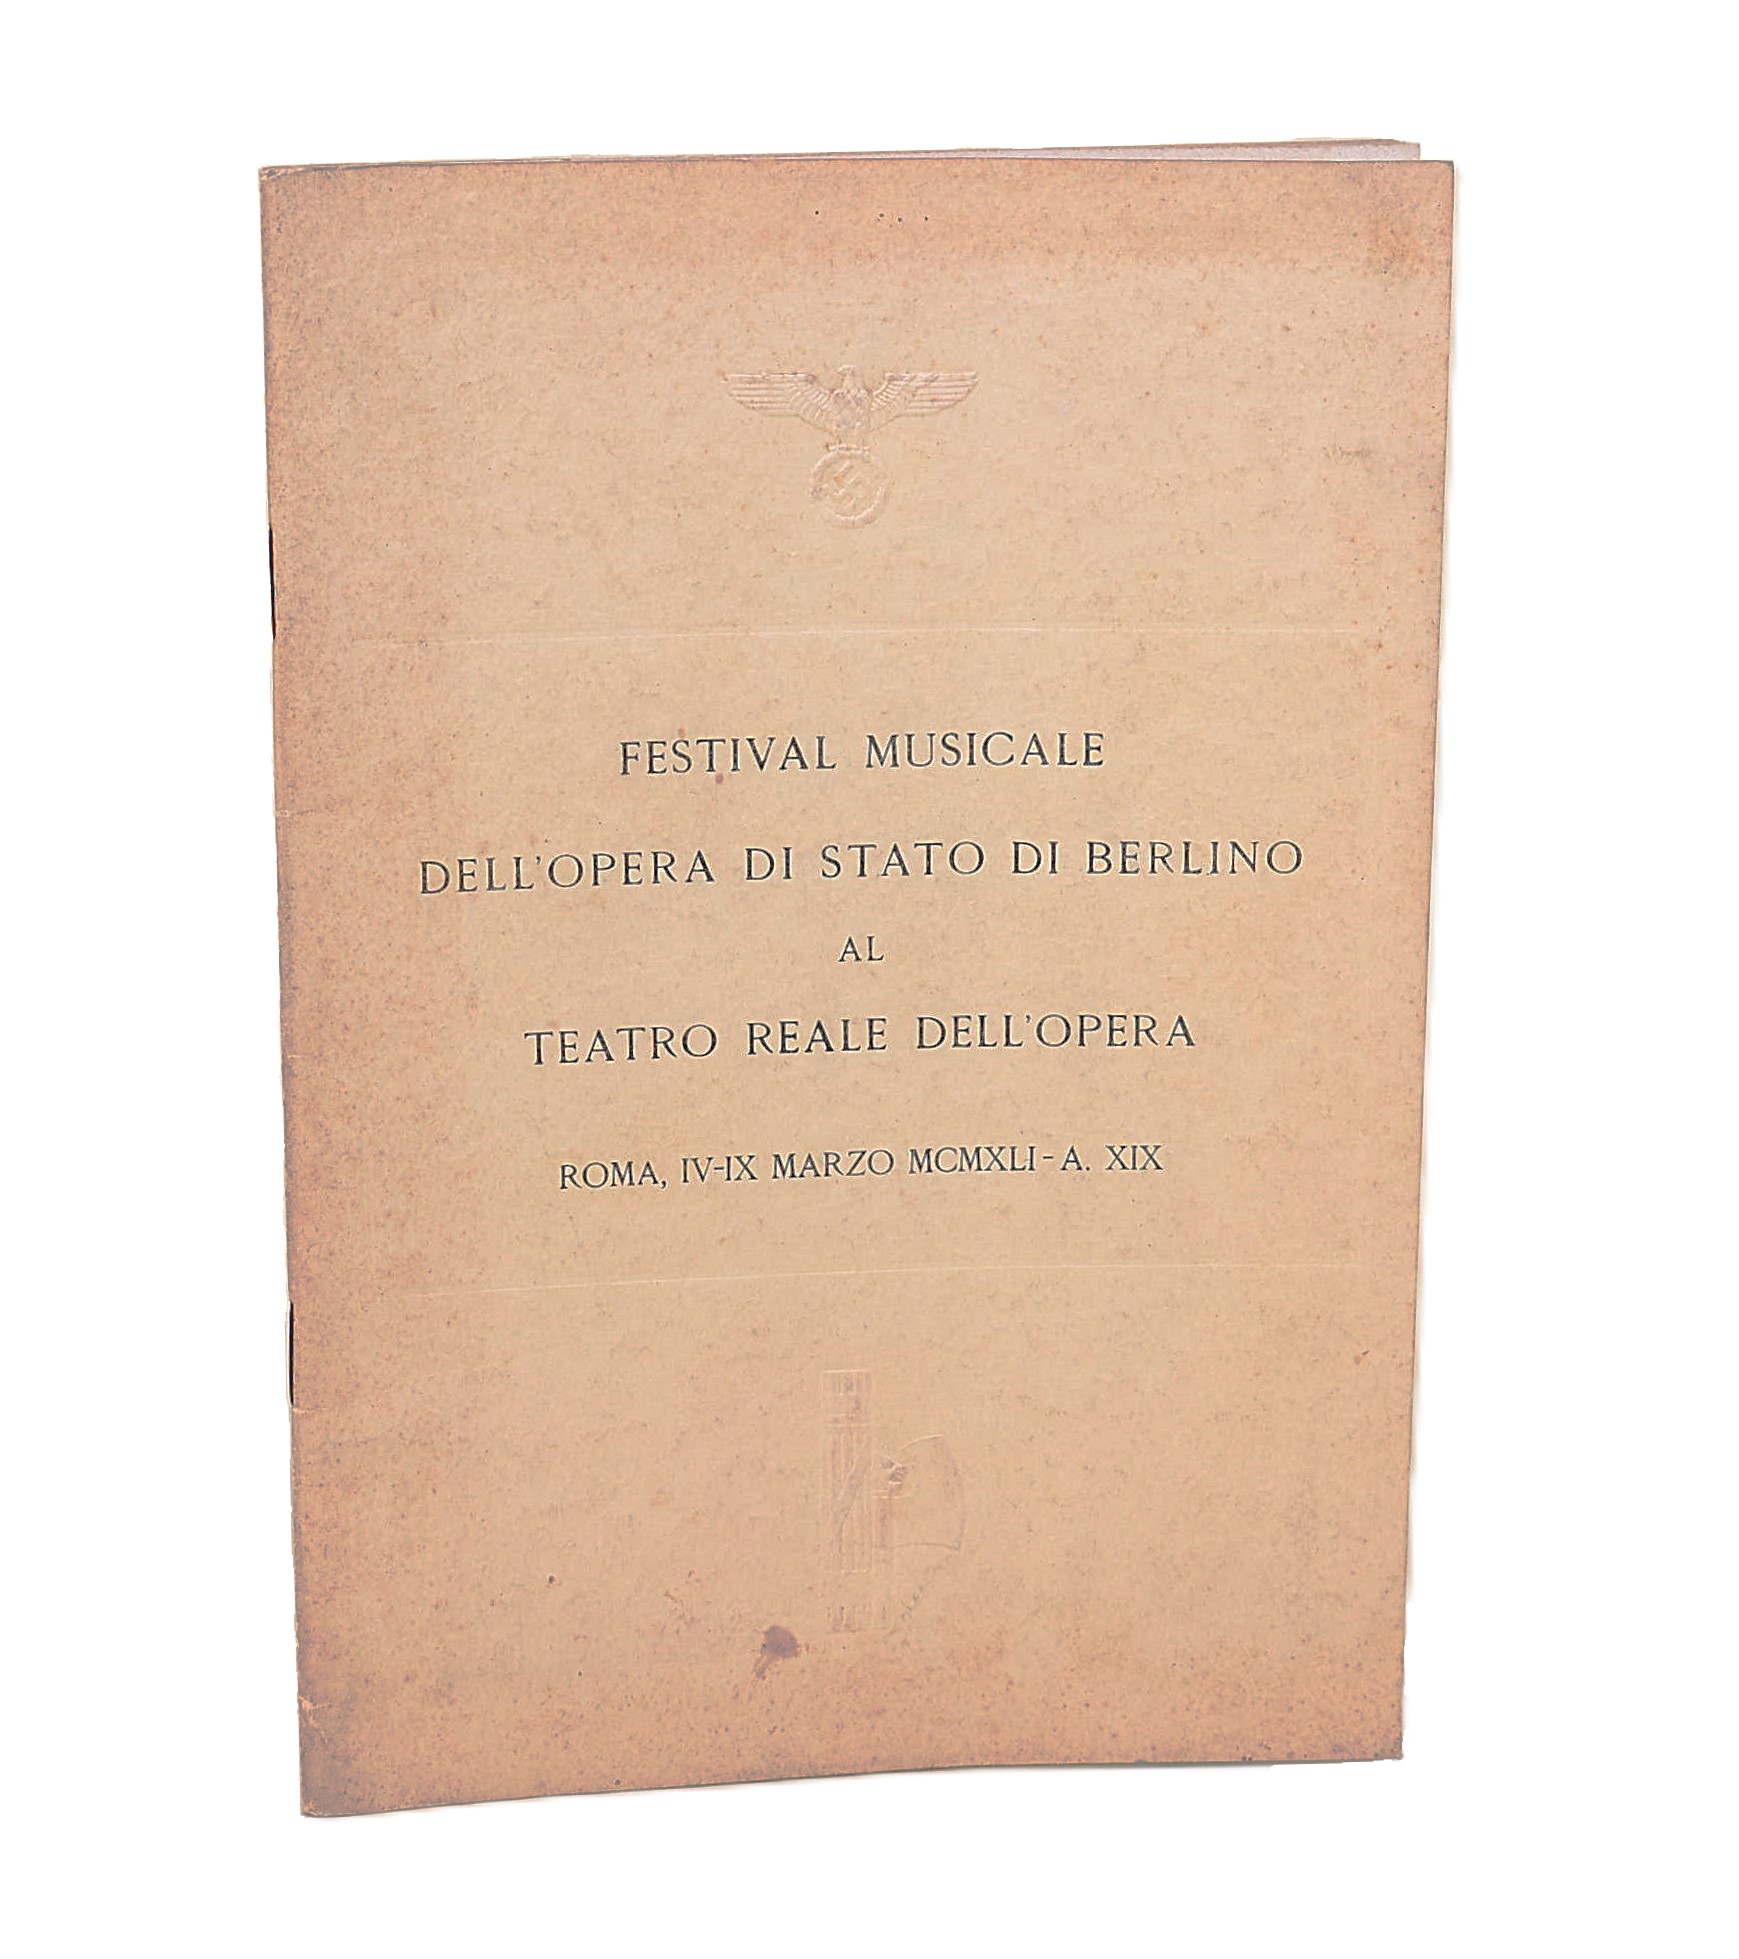 FESTIVAL MUSICALE
DELL'OPERA DI STATO DI BERLINO
AL
TEATRO REALE DELL'OPERA
ROMA, IV-IX MARZO MCMXLI - A. XIX